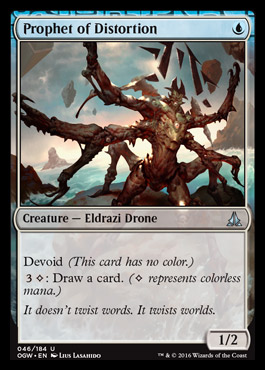 Prophet of Distortion
Creature — Eldrazi Drone
Devoid (This card has no color.)
3◇: Draw a card. (◇ represents colorless
mana.)
It doesn't twist words. It twists worlds.
1/2
046/184 U
OGW • EN Lius Lasahido
™ & © 2016 Wizards of the Coast